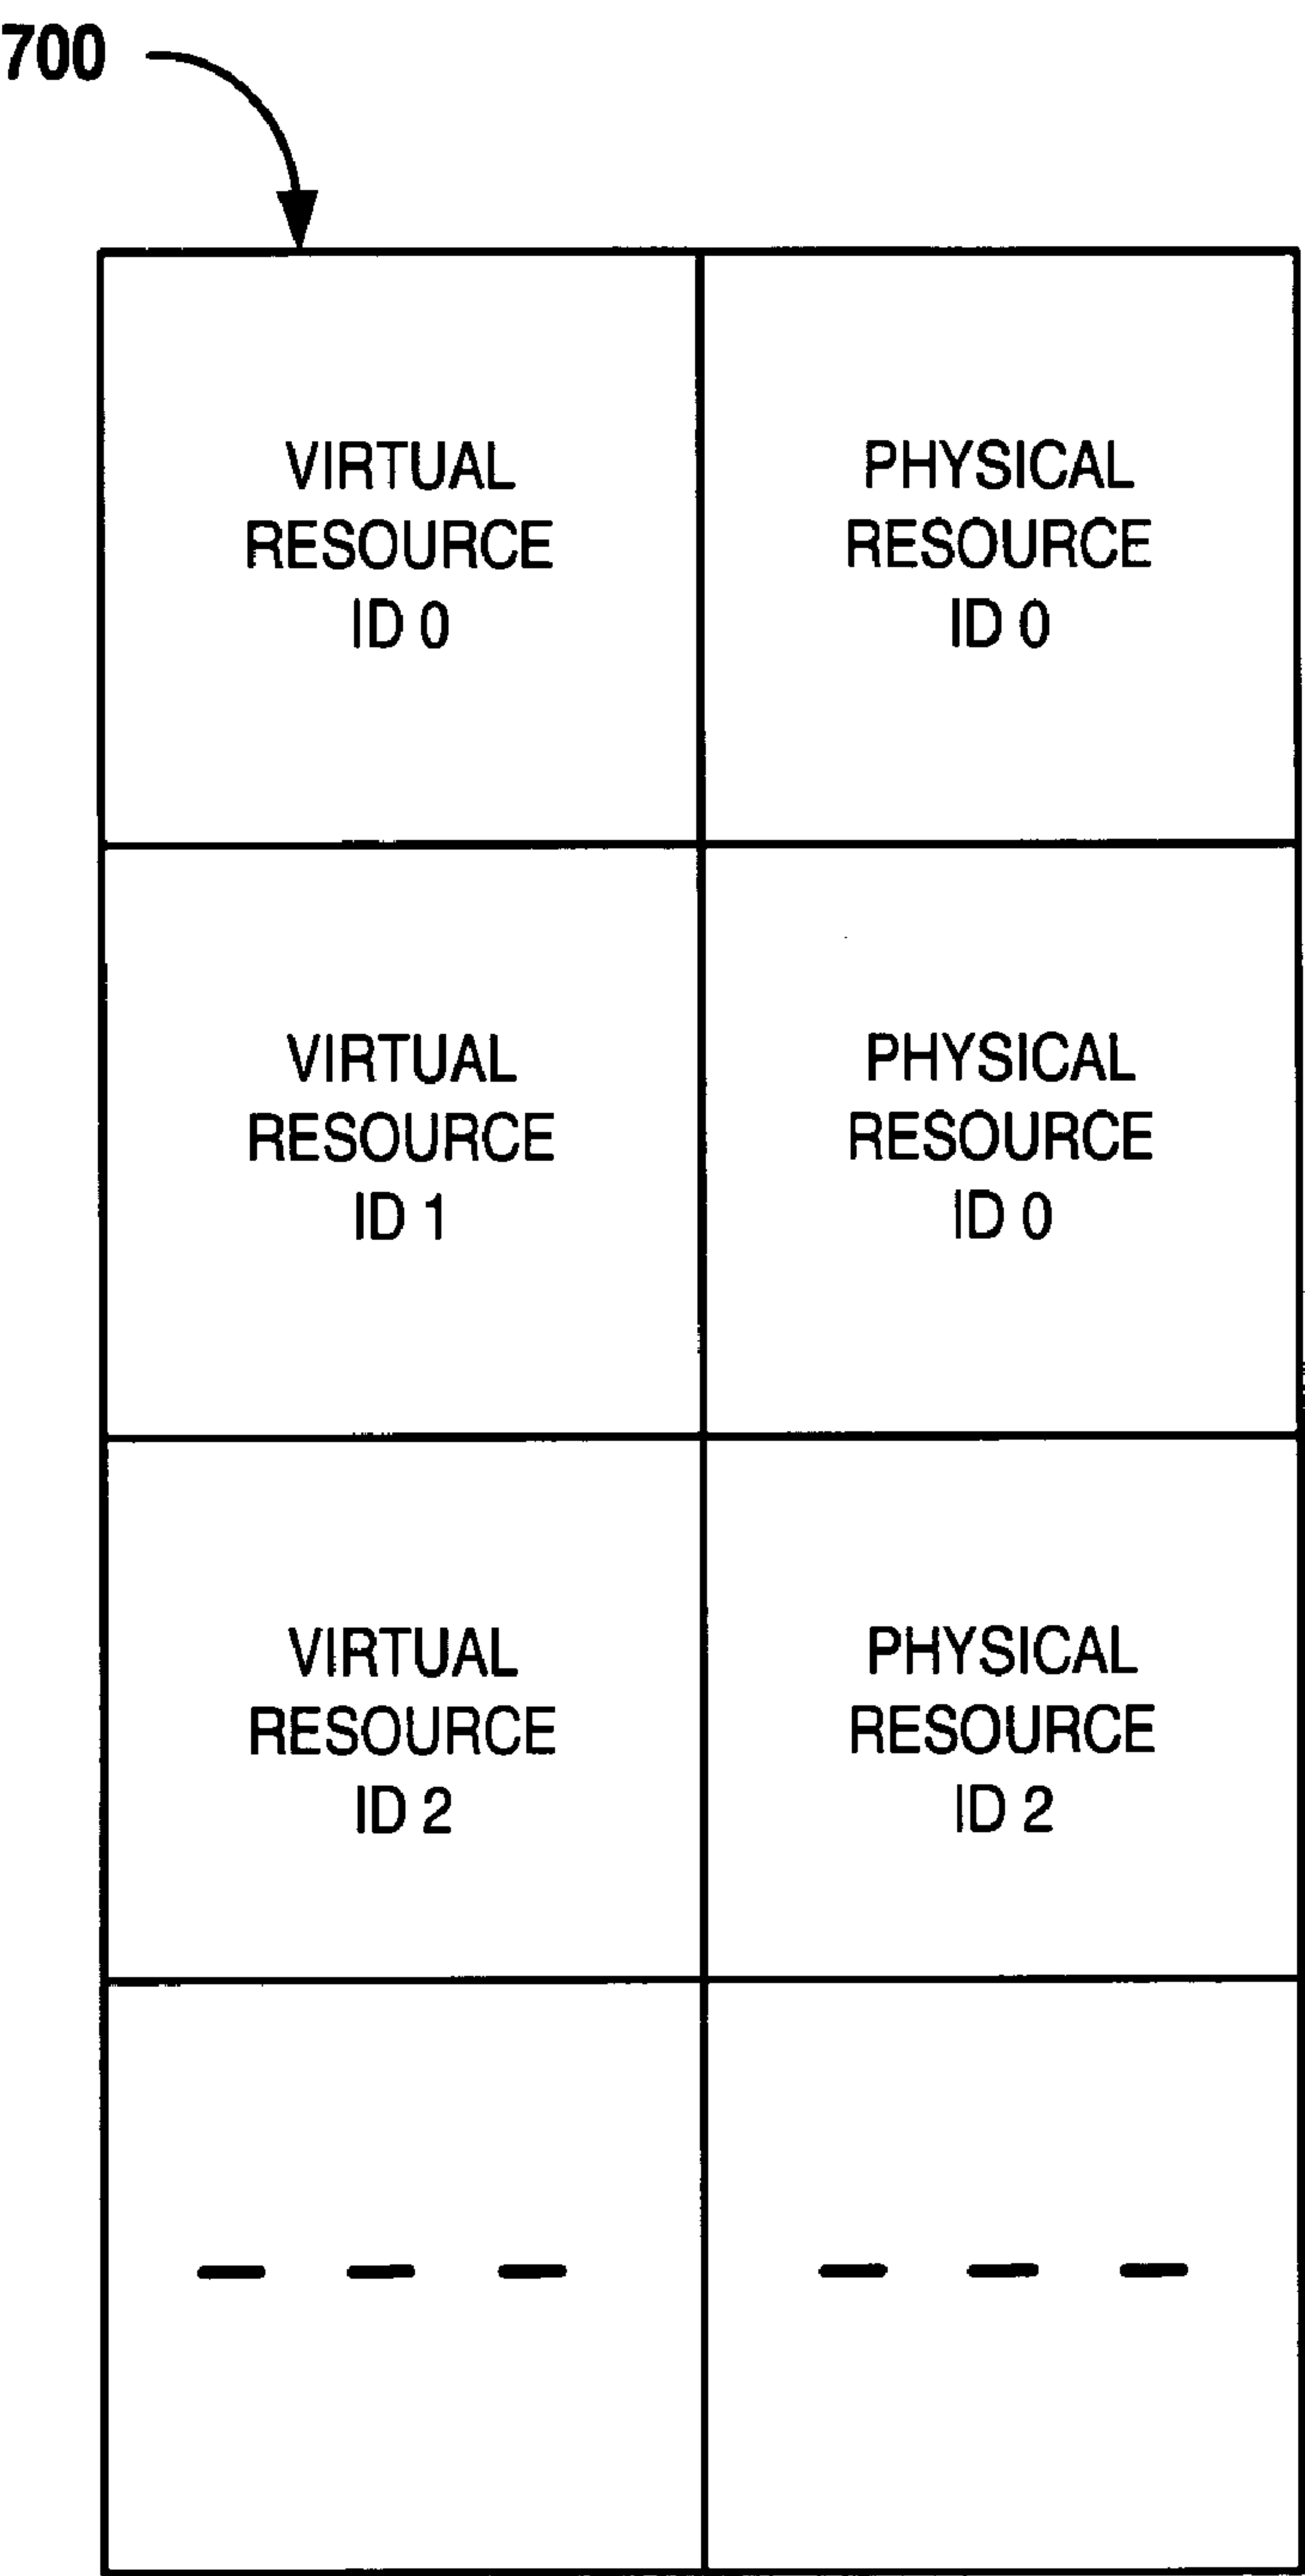 700
VIRTUAL
RESOURCE
ID 0
PHYSICAL
RESOURCE
ID 0
VIRTUAL
RESOURCE
ID 1
PHYSICAL
RESOURCE
ID 0
VIRTUAL
RESOURCE
ID 2
PHYSICAL
RESOURCE
ID 2